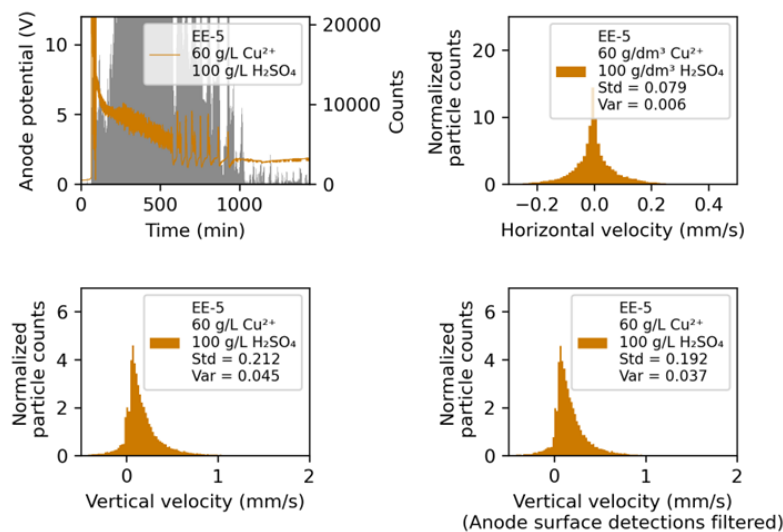 Anode potential (V)
10
5
0
EE-5
60 g/L Cu²⁺
100 g/L H₂SO₄
20000
10000
0
Counts
0
500
1000
Time (min)
Normalized
particle counts
20
10
0
EE-5
60 g/dm³ Cu²⁺
100 g/dm³ H₂SO₄
Std = 0.079
Var = 0.006
−0.2
0.0
0.2
0.4
Horizontal velocity (mm/s)
Normalized
particle counts
6
4
2
0
EE-5
60 g/L Cu²⁺
100 g/L H₂SO₄
Std = 0.212
Var = 0.045
0
1
2
Vertical velocity (mm/s)
Normalized
particle counts
6
4
2
0
EE-5
60 g/L Cu²⁺
100 g/L H₂SO₄
Std = 0.192
Var = 0.037
0
1
2
Vertical velocity (mm/s)
(Anode surface detections filtered)